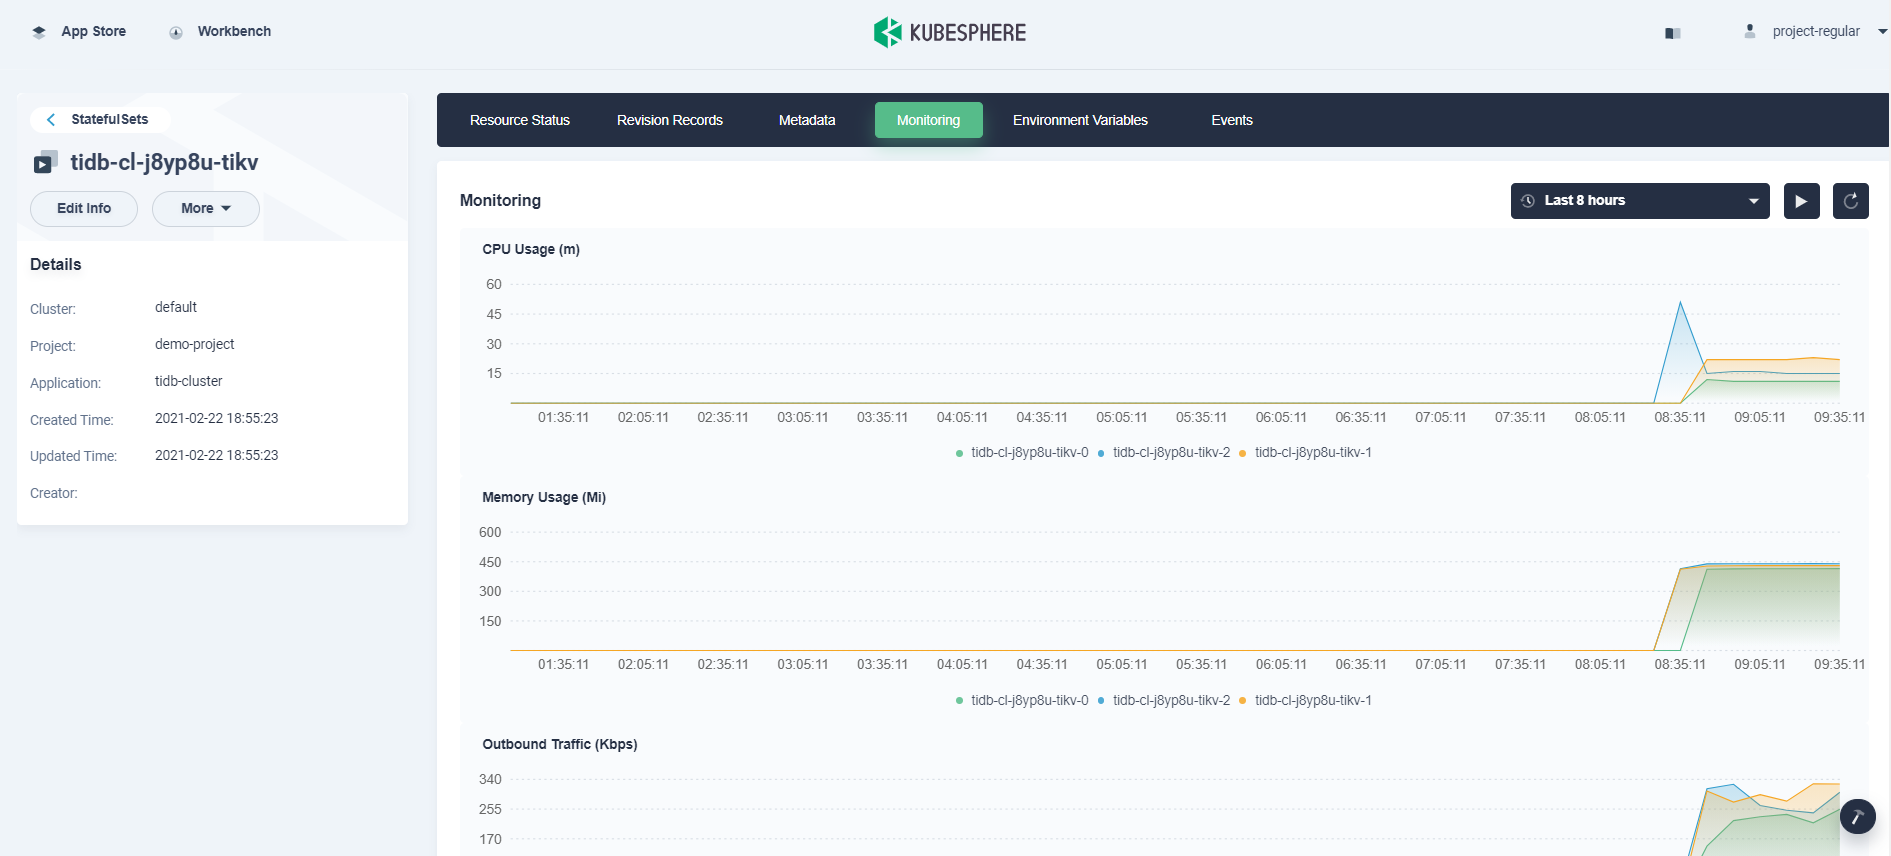 App Store Workbench KUBESPHERE project-regular
StatefulSets
tidb-cl-j8yp8u-tikv
Edit Info More
Details
Cluster: default
Project: demo-project
Application: tidb-cluster
Created Time: 2021-02-22 18:55:23
Updated Time: 2021-02-22 18:55:23
Creator:
Resource Status Revision Records Metadata Monitoring Environment Variables Events
Monitoring Last 8 hours
CPU Usage (m)
60
45
30
15
01:35:11 02:05:11 02:35:11 03:05:11 03:35:11 04:05:11 04:35:11 05:05:11 05:35:11 06:05:11 06:35:11 07:05:11 07:35:11 08:05:11 08:35:11 09:05:11 09:35:11
tidb-cl-j8yp8u-tikv-0 tidb-cl-j8yp8u-tikv-2 tidb-cl-j8yp8u-tikv-1
Memory Usage (Mi)
600
450
300
150
01:35:11 02:05:11 02:35:11 03:05:11 03:35:11 04:05:11 04:35:11 05:05:11 05:35:11 06:05:11 06:35:11 07:05:11 07:35:11 08:05:11 08:35:11 09:05:11 09:35:11
tidb-cl-j8yp8u-tikv-0 tidb-cl-j8yp8u-tikv-2 tidb-cl-j8yp8u-tikv-1
Outbound Traffic (Kbps)
340
255
170